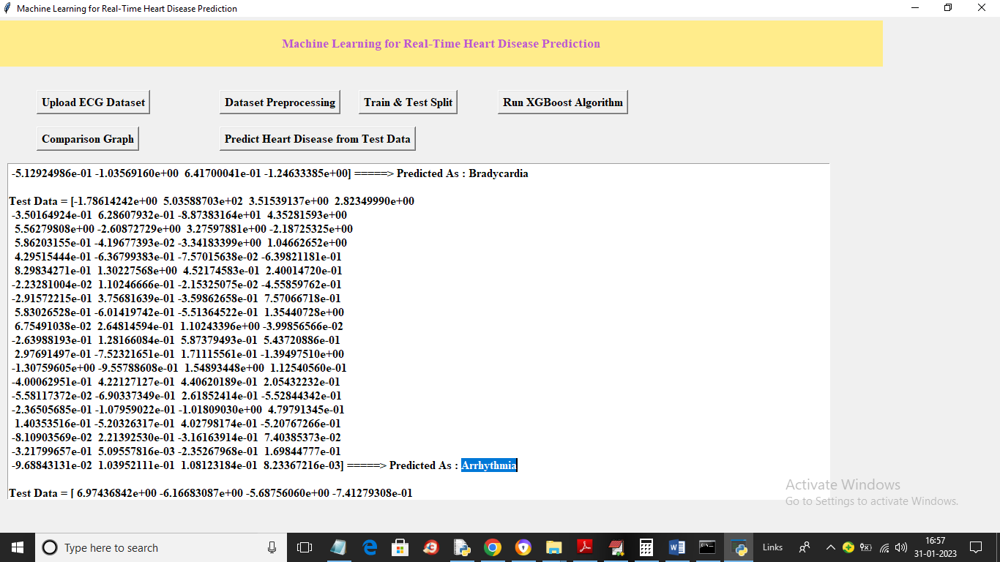 Machine Learning for Real-Time Heart Disease Prediction
Machine Learning for Real-Time Heart Disease Prediction
Upload ECG Dataset Dataset Preprocessing Train & Test Split Run XGBoost Algorithm
Comparison Graph Predict Heart Disease from Test Data
-5.12924986e-01 -1.03569160e+00 6.41700041e-01 -1.24633385e+00] =====> Predicted As : Bradycardia
Test Data = [-1.78614242e+00 5.03588703e+02 3.51539137e+00 2.82349990e+00
-3.50164924e-01 6.28607932e-01 -8.87383164e+01 4.35281593e+00
5.56279808e+00 -2.60872729e+00 3.27597881e+00 -2.18725325e+00
5.86203155e-01 -4.19677393e-02 -3.34183399e+00 1.04662652e+00
4.29515444e-01 -6.36799383e-01 -7.57015638e-02 -6.39821181e-01
8.29834271e-01 1.30227568e+00 4.52174583e-01 2.40014720e-01
-2.23281004e-02 1.10246666e-01 -2.15325075e-02 -4.55859762e-01
-2.91572215e-01 3.75681639e-01 -3.59862658e-01 7.57066718e-01
5.83026528e-01 -6.01419742e-01 -5.51364522e-01 1.35440728e+00
6.75491038e-02 2.64814594e-01 1.10243396e+00 -3.99856566e-02
-2.63988193e-01 1.28166084e-01 5.87379493e-01 5.43720886e-01
2.97691497e-01 -7.52321651e-01 1.71115561e-01 -1.39497510e+00
-1.30759605e+00 -9.55788608e-01 1.54893448e+00 1.12540560e-01
-4.00062951e-01 4.22127127e-01 4.40620189e-01 2.05432232e-01
-5.58117372e-02 -6.90337349e-01 2.61852414e-01 -5.52844342e-01
-2.36505685e-01 -1.07959022e-01 -1.01809030e+00 4.79791345e-01
1.40353516e-01 -5.20326317e-01 4.02798174e-01 -5.20767266e-01
-8.10903569e-02 2.21392530e-01 -3.16163914e-01 7.40385373e-02
-3.21799657e-01 5.09557816e-03 -2.35267968e-01 1.69844777e-01
-9.68843131e-02 1.03952111e-01 1.08123184e-01 8.23367216e-03] =====> Predicted As : Arrhythmia
Test Data = [ 6.97436842e+00 -6.16683087e+00 -5.68756060e+00 -7.41279308e-01
Activate Windows
Go to Settings to activate Windows.
Type here to search
Links
16:57
31-01-2023